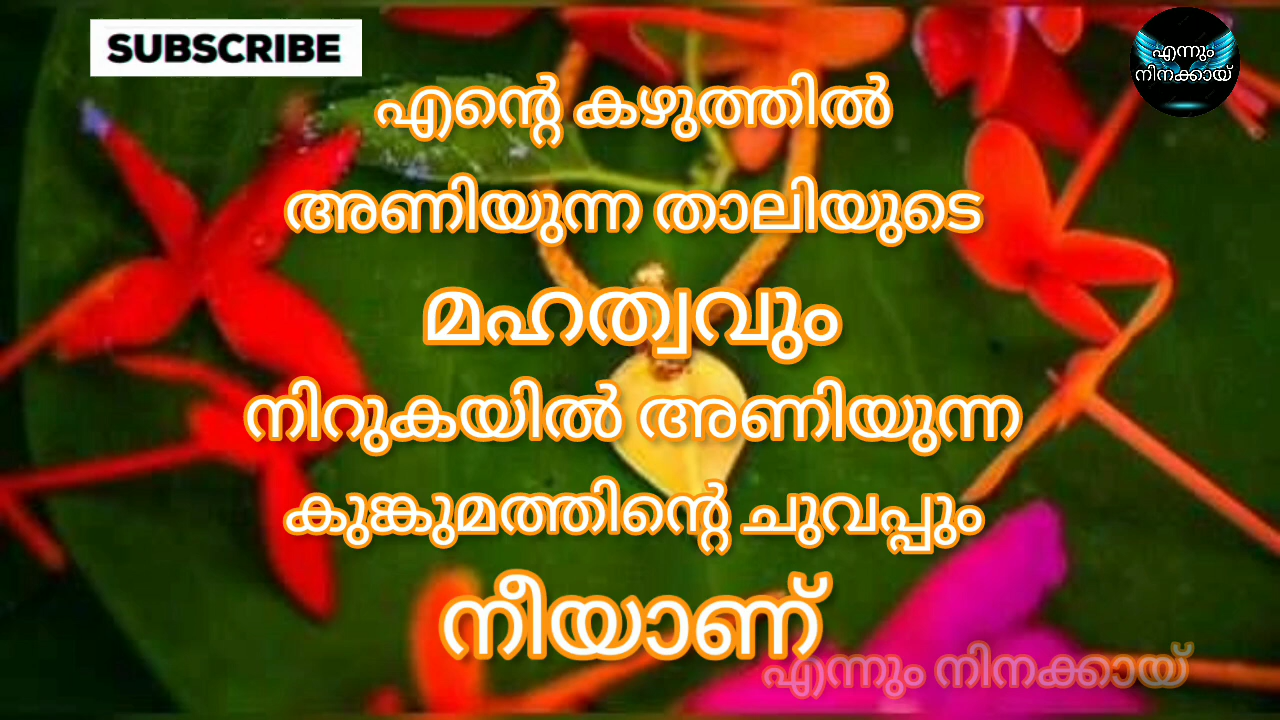 SUBSCRIBE
എന്നും
നിനക്കായ്
എന്റെ കഴുത്തിൽ
അണിയുന്ന താലിയുടെ
മഹത്വവും
നിറുകയിൽ അണിയുന്ന
കുങ്കുമത്തിന്റെ ചുവപ്പും
നീയാണ്
എന്നും നിനക്കായ്